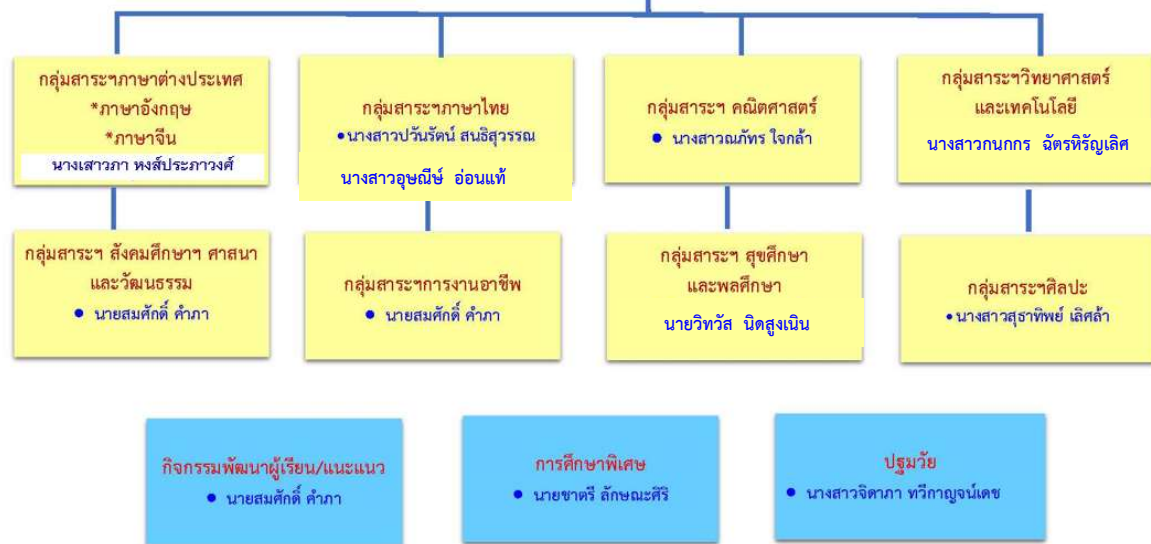 กลุ่มสาระฯภาษาต่างประเทศ
*ภาษาอังกฤษ
*ภาษาจีน
นางเสาวภา หงส์ประภาวงศ์
กลุ่มสาระฯภาษาไทย
•นางสาวปวันรัตน์ สนธิสุวรรณ
นางสาวอุษณีษ์ อ่อนแท้
กลุ่มสาระฯ คณิตศาสตร์
● นางสาวณภัทร ใจกล้า
กลุ่มสาระฯวิทยาศาสตร์
และเทคโนโลยี
นางสาวกนกกร ฉัตรหิรัญเลิศ
กลุ่มสาระฯ สังคมศึกษาฯ ศาสนา
และวัฒนธรรม
● นายสมศักดิ์ คำภา
กลุ่มสาระฯการงานอาชีพ
● นายสมศักดิ์ คำภา
กลุ่มสาระฯ สุขศึกษา
และพลศึกษา
นายวิทวัส นิดสูงเนิน
กลุ่มสาระฯศิลปะ
•นางสาวสุธาทิพย์ เลิศล้ำ
กิจกรรมพัฒนาผู้เรียน/แนะแนว
● นายสมศักดิ์ คำภา
การศึกษาพิเศษ
● นายชาตรี ลักษณะศิริ
ปฐมวัย
● นางสาวจิดาภา ทวีกาญจน์เดช